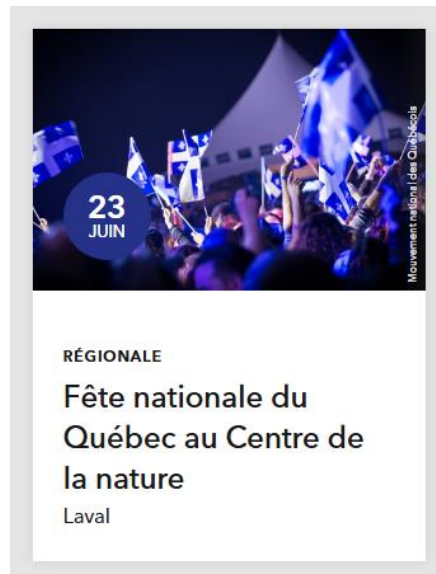 23
JUIN
Mouvement national des Québécois
RÉGIONALE
Fête nationale du
Québec au Centre de
la nature
Laval